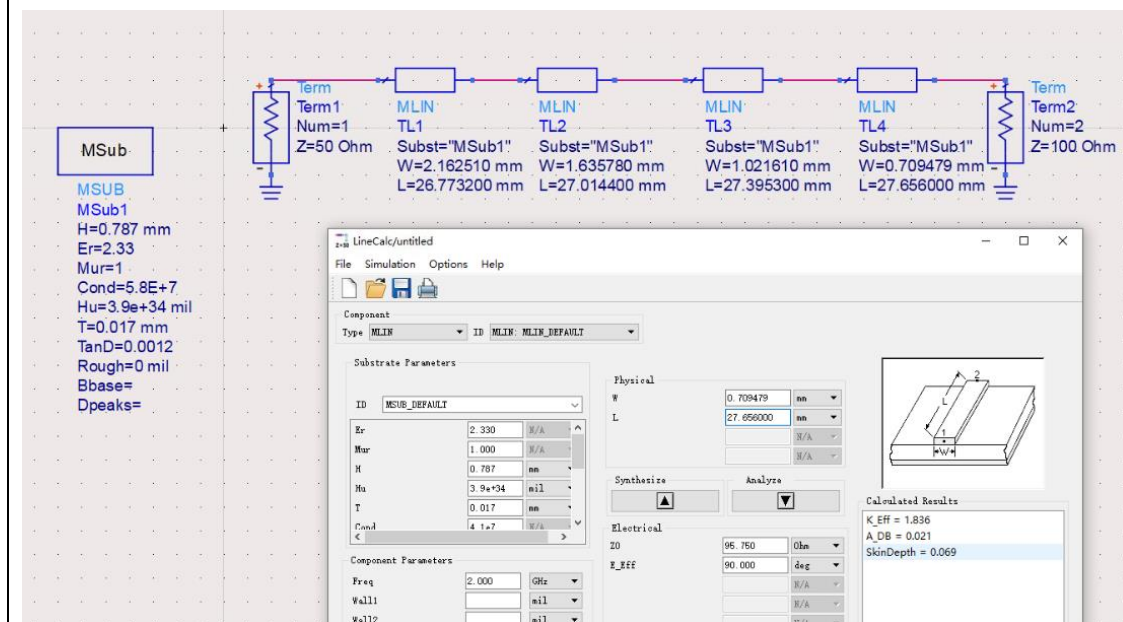 MSub
MSUB
MSub1
H=0.787 mm
Er=2.33
Mur=1
Cond=5.8E+7
Hu=3.9e+34 mil
T=0.017 mm
TanD=0.0012
Rough=0 mil
Bbase=
Dpeaks=
+
Term
Term1
Num=1
Z=50 Ohm
-
MLIN
TL1
Subst="MSub1"
W=2.162510 mm
L=26.773200 mm
MLIN
TL2
Subst="MSub1"
W=1.635780 mm
L=27.014400 mm
MLIN
TL3
Subst="MSub1"
W=1.021610 mm
L=27.395300 mm
MLIN
TL4
Subst="MSub1"
W=0.709479 mm
L=27.656000 mm
+
Term
Term2
Num=2
Z=100 Ohm
-
LineCalc/untitled
File Simulation Options Help
Component
Type MLIN ID MLIN: MLIN_DEFAULT
Substrate Parameters
ID MSUB_DEFAULT
Er 2.330 N/A
Mur 1.000 N/A
H 0.787 mm
Hu 3.9e+34 mil
T 0.017 mm
Cond 4.1e7 N/A
Component Parameters
Freq 2.000 GHz
Wall1 mil
Wall2 mil
Physical
W 0.709479 mm
L 27.656000 mm
N/A
N/A
Synthesize Analyze
Electrical
Z0 95.750 Ohm
E_Eff 90.000 deg
N/A
N/A
2
L
1
W
Calculated Results
K_Eff = 1.836
A_DB = 0.021
SkinDepth = 0.069